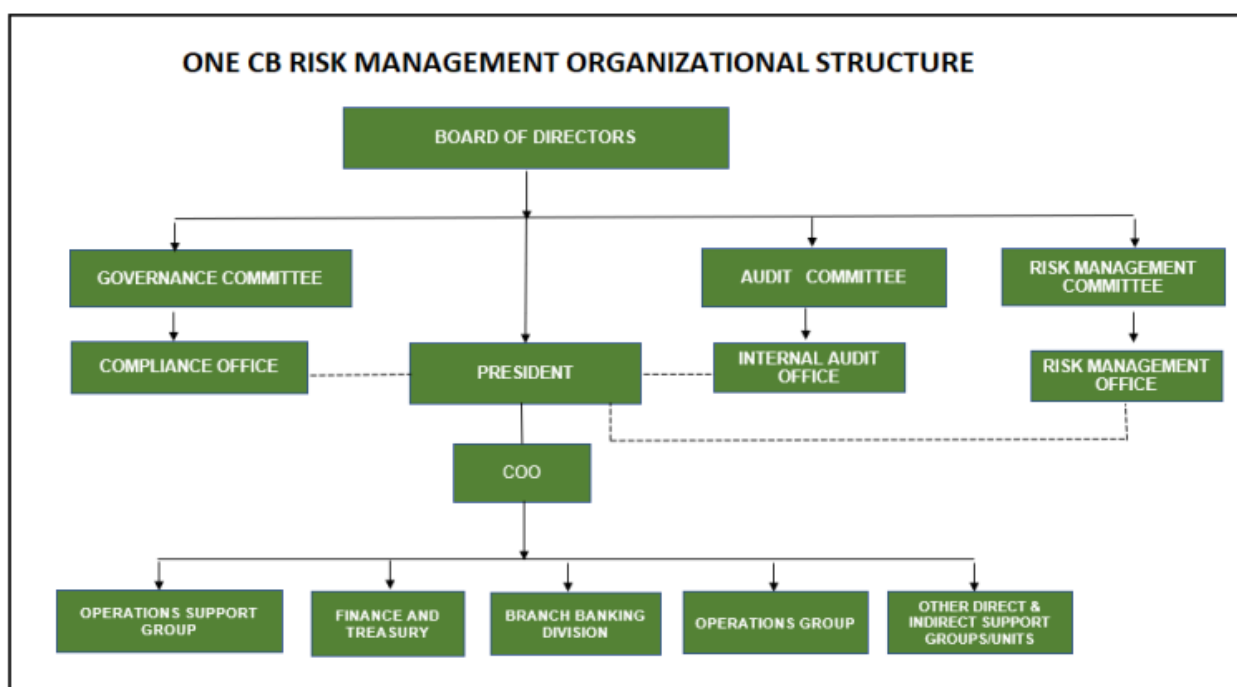 ONE CB RISK MANAGEMENT ORGANIZATIONAL STRUCTURE
BOARD OF DIRECTORS
GOVERNANCE COMMITTEE
AUDIT COMMITTEE
RISK MANAGEMENT
COMMITTEE
COMPLIANCE OFFICE
PRESIDENT
INTERNAL AUDIT
OFFICE
RISK MANAGEMENT
OFFICE
COO
OPERATIONS SUPPORT
GROUP
FINANCE AND
TREASURY
BRANCH BANKING
DIVISION
OPERATIONS GROUP
OTHER DIRECT &
INDIRECT SUPPORT
GROUPS/UNITS